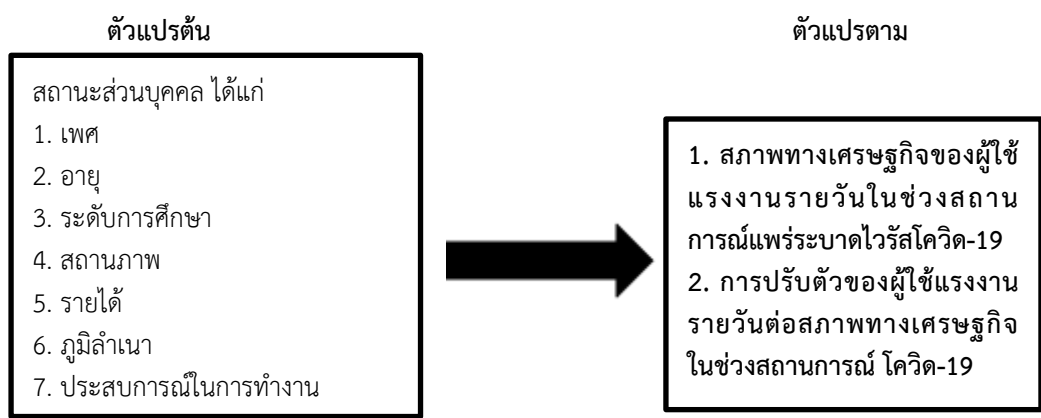 ตัวแปรต้น
ตัวแปรตาม
สถานะส่วนบุคคล ได้แก่
1. เพศ
2. อายุ
3. ระดับการศึกษา
4. สถานภาพ
5. รายได้
6. ภูมิลำเนา
7. ประสบการณ์ในการทำงาน
1. สภาพทางเศรษฐกิจของผู้ใช้
แรงงานรายวันในช่วงสถาน
การณ์แพร่ระบาดไวรัสโควิด-19
2. การปรับตัวของผู้ใช้แรงงาน
รายวันต่อสภาพทางเศรษฐกิจ
ในช่วงสถานการณ์ โควิด-19